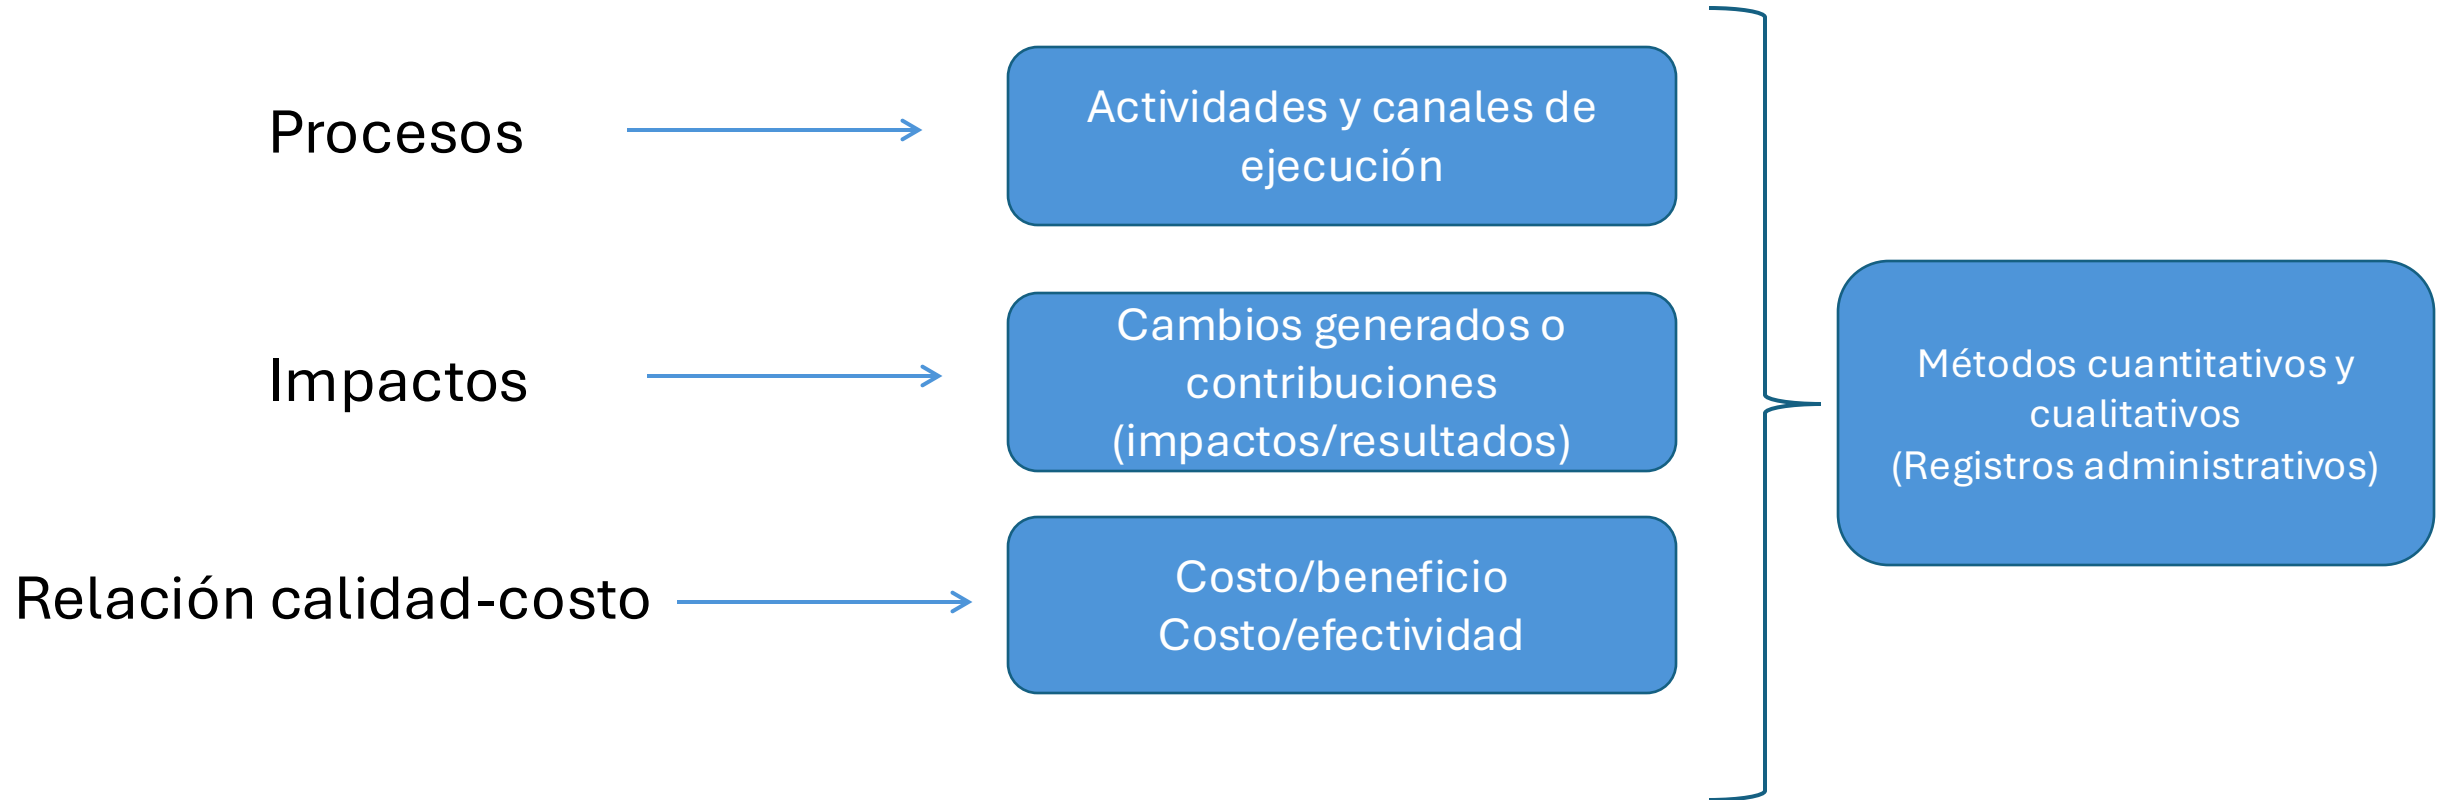 Procesos
Actividades y canales de
ejecución
Impactos
Cambios generados o
contribuciones
(impactos/resultados)
Relación calidad-costo
Costo/beneficio
Costo/efectividad
Métodos cuantitativos y
cualitativos
(Registros administrativos)